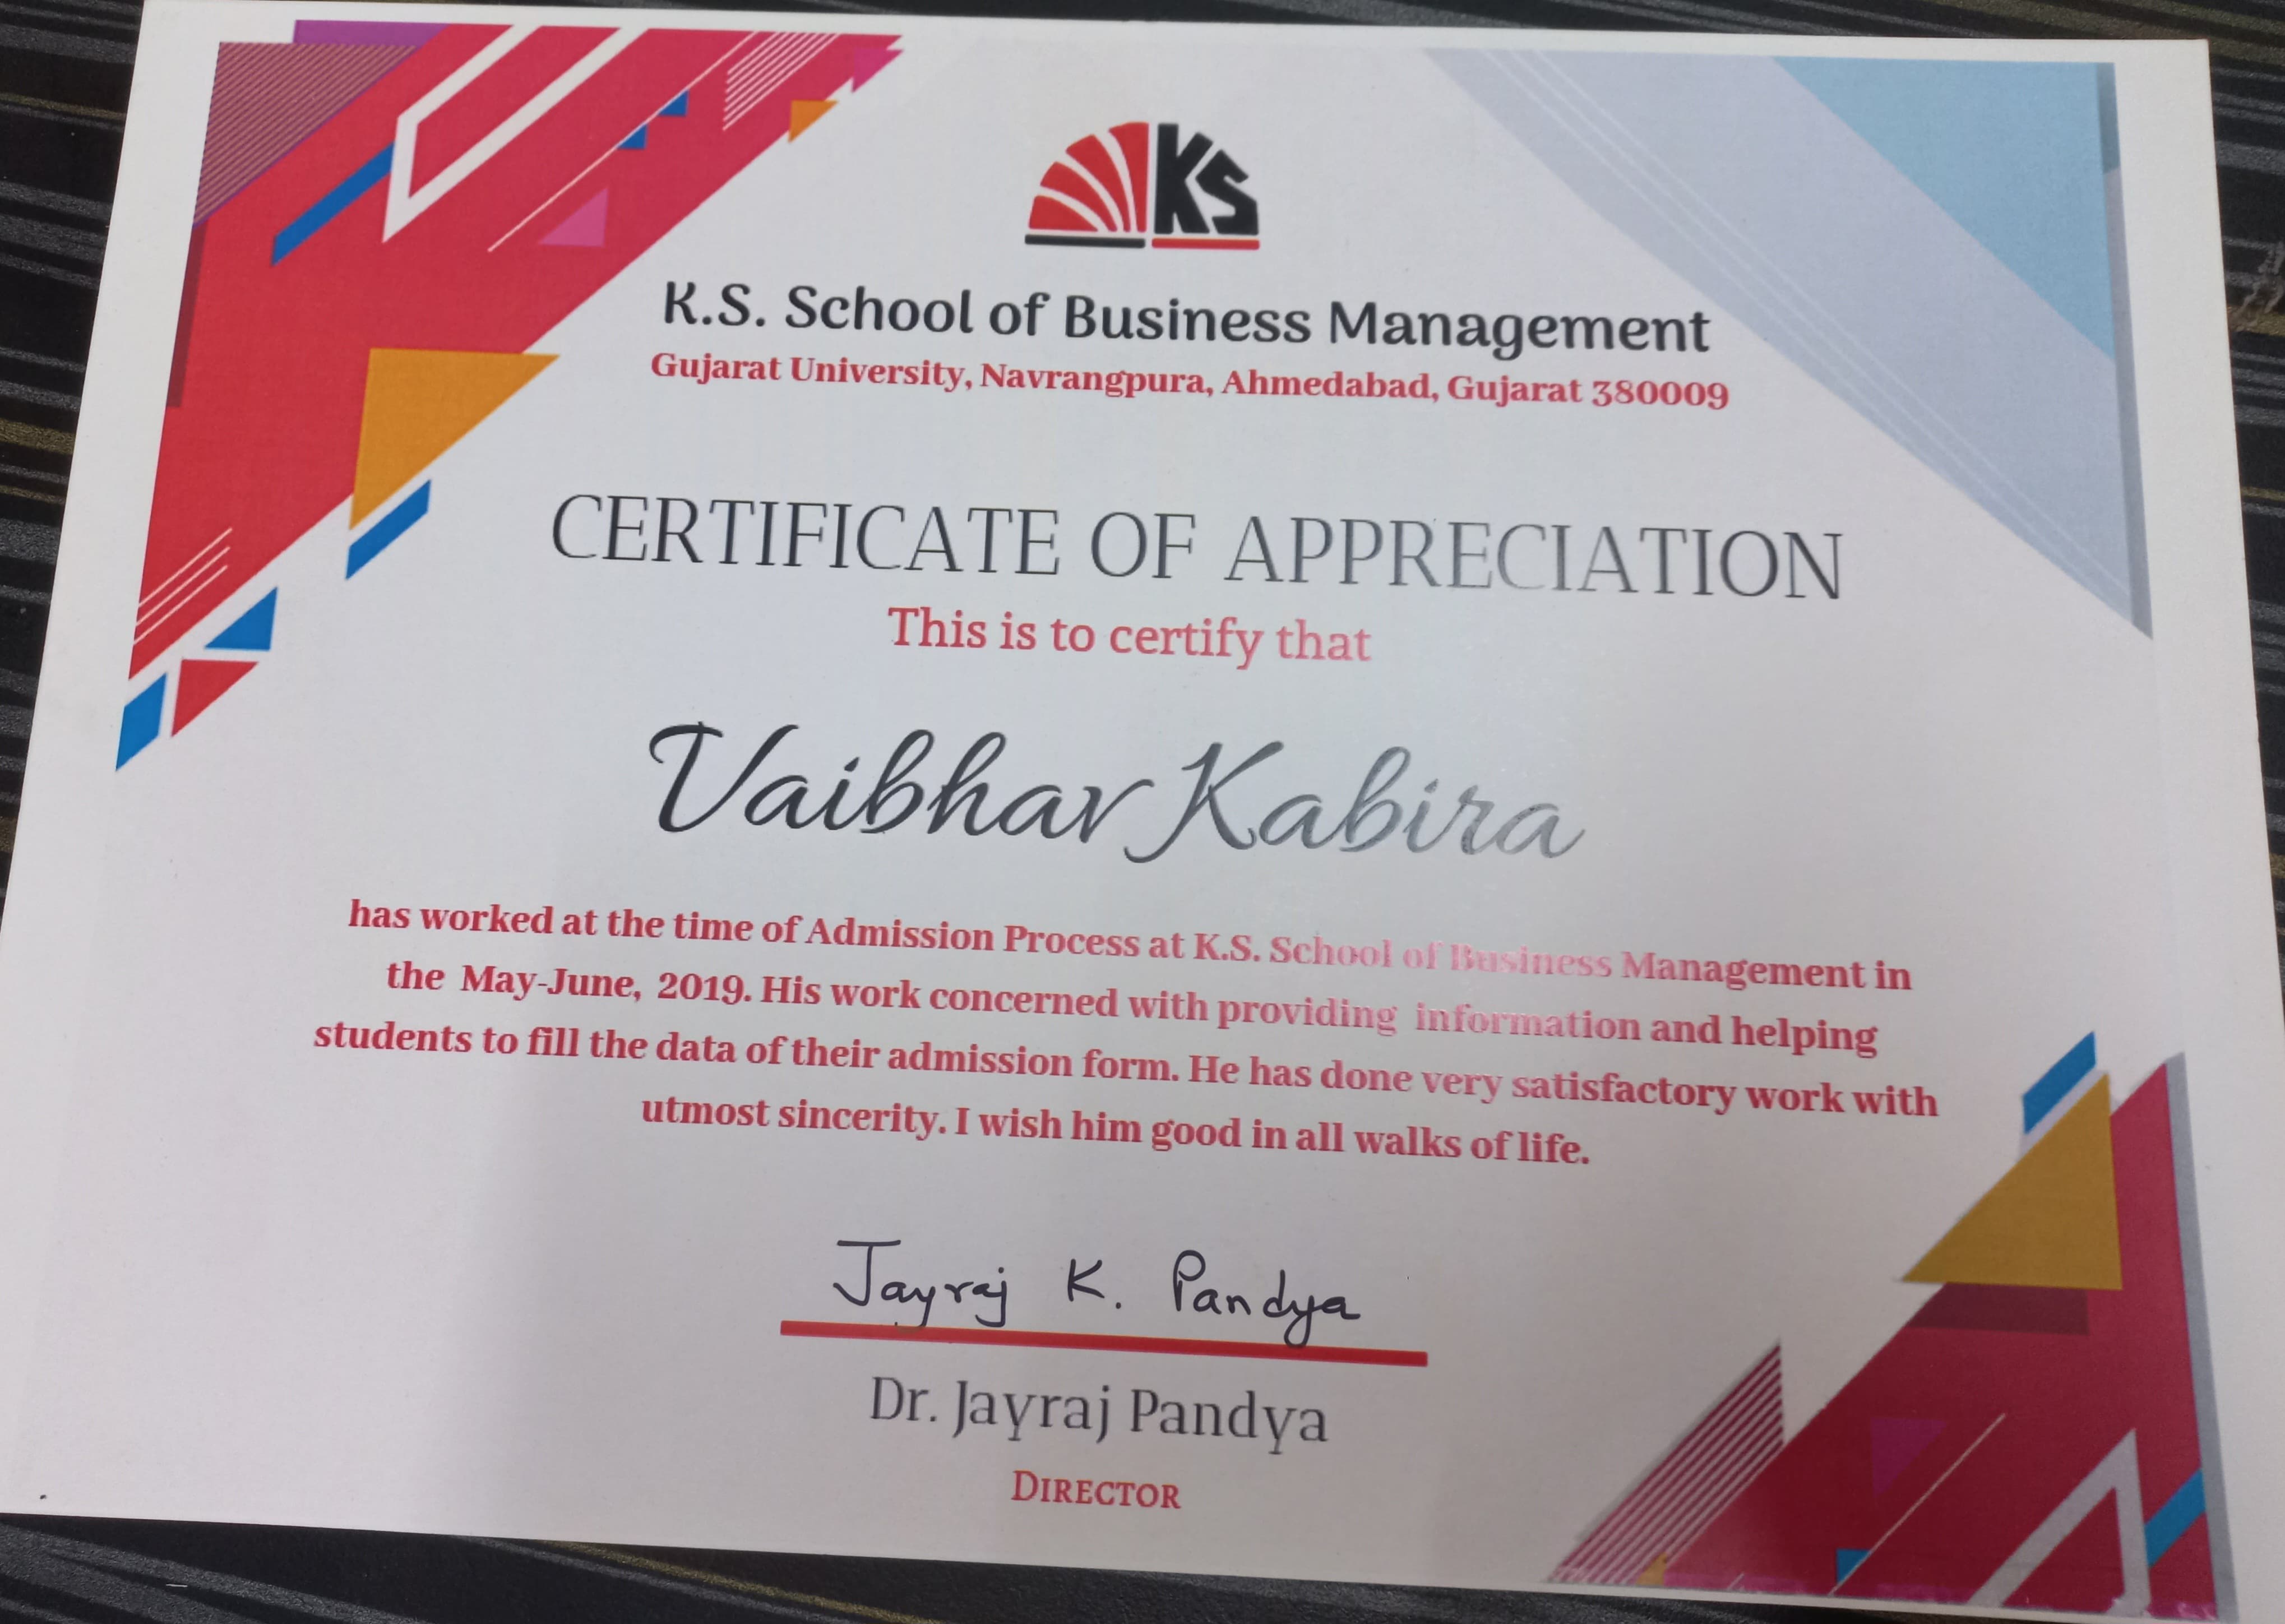 KS
K.S. School of Business Management
Gujarat University, Navrangpura, Ahmedabad, Gujarat 380009
CERTIFICATE OF APPRECIATION
This is to certify that
Vaibhav Kabira
has worked at the time of Admission Process at K.S. School of Business Management in
the May-June, 2019. His work concerned with providing information and helping
students to fill the data of their admission form. He has done very satisfactory work with
utmost sincerity. I wish him good in all walks of life.
Jayraj K. Pandya
Dr. Jayraj Pandya
DIRECTOR